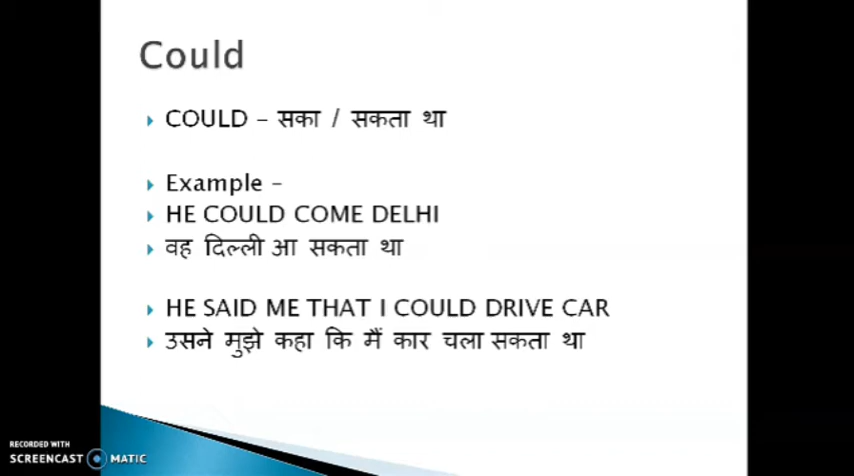 Could
COULD – सका / सकता था
Example –
HE COULD COME DELHI
वह दिल्ली आ सकता था
HE SAID ME THAT I COULD DRIVE CAR
उसने मुझे कहा कि मैं कार चला सकता था
RECORDED WITH
SCREENCAST MATIC